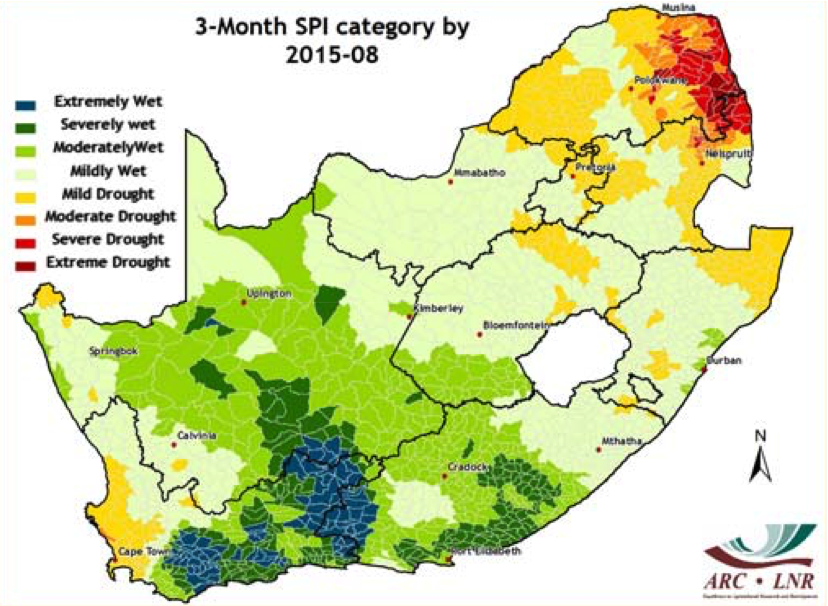 3-Month SPI category by
2015-08
Extremely Wet
Severely wet
ModeratelyWet
Mildly Wet
Mild Drought
Moderate Drought
Severe Drought
Extreme Drought
Musina
Polokwane
Nelspruit
Pretoria
Mmabatho
Upington
Kimberley
Bloemfontein
Springbok
Durban
Calvinia
Mthatha
Cradock
N
Cape Town
Port Elizabeth
ARC • LNR